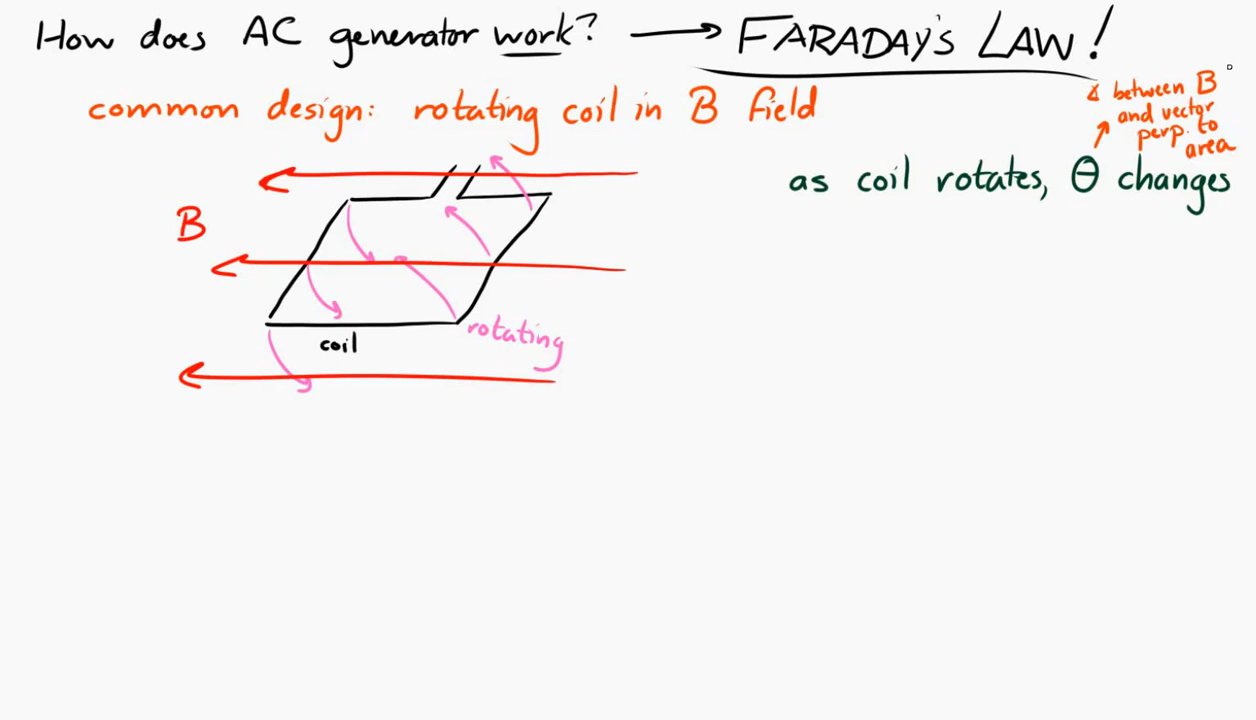 How does AC generator work? → FARADAY'S LAW!
common design: rotating coil in B field
∡ between B
and vector
perp. to
area
as coil rotates, Θ changes
B
rotating
coil